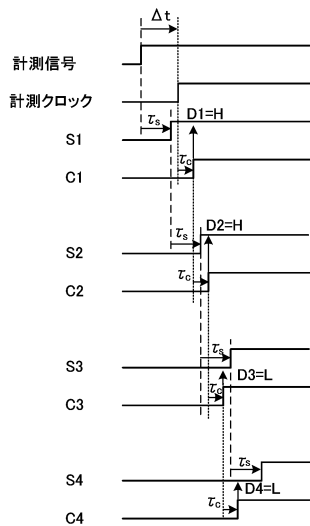 Δt
計測信号
計測クロック
D1=H
τs
S1
τc
C1
D2=H
τs
S2
τc
C2
τs
S3
D3=L
τc
C3
τs
S4
D4=L
τc
C4